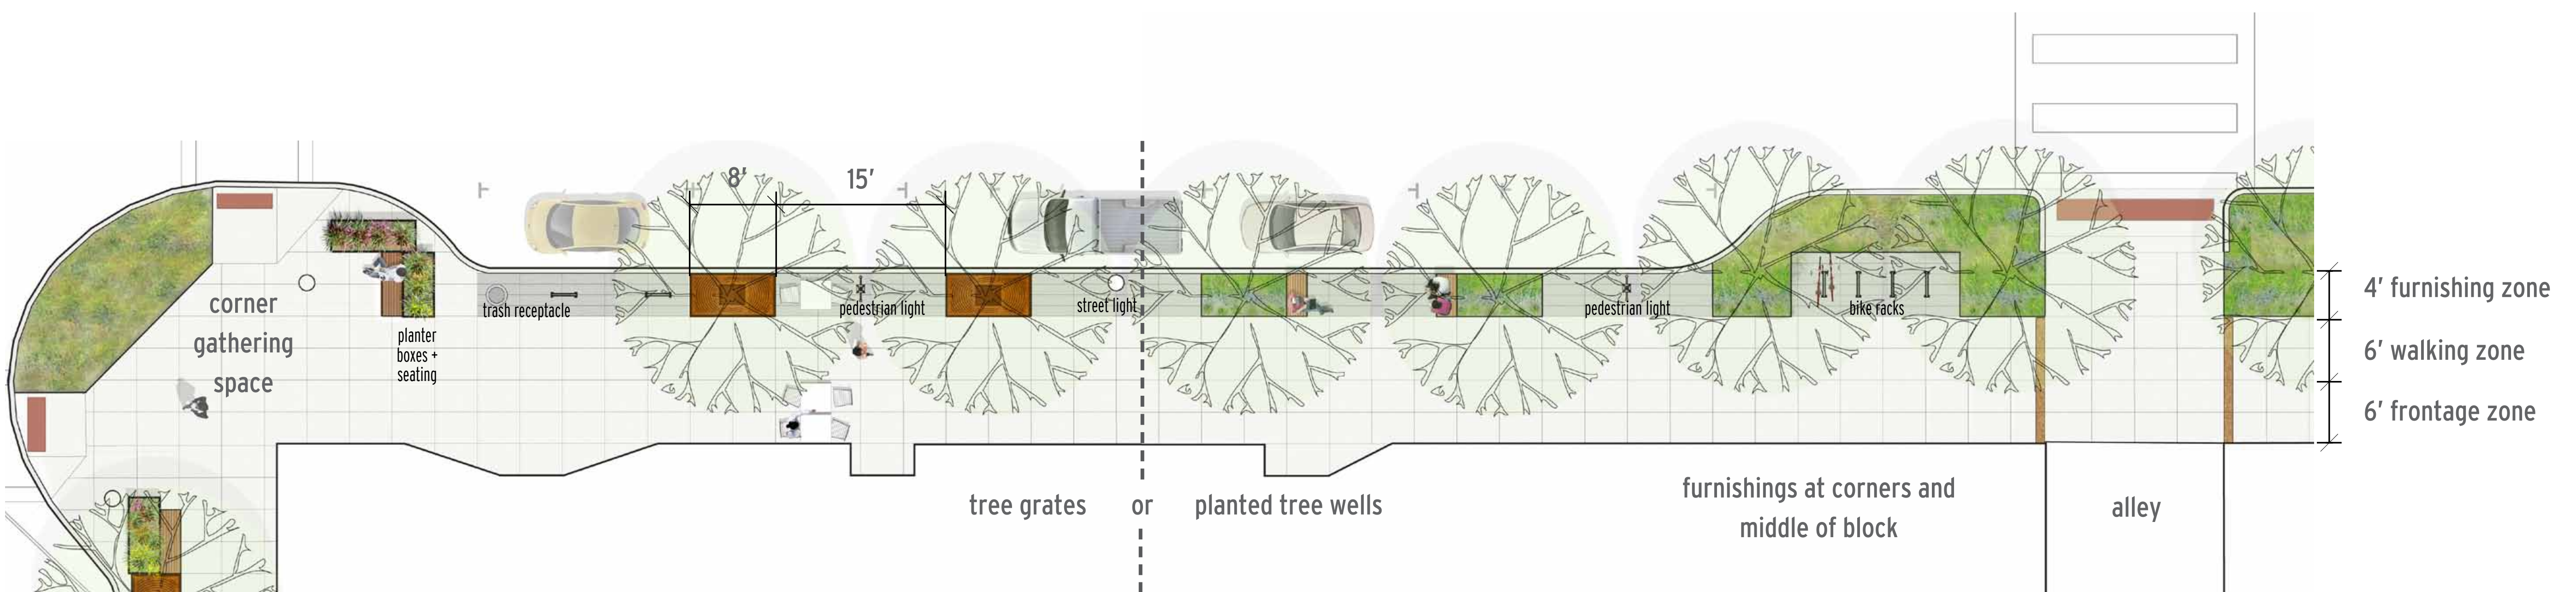 8'
15'
corner
gathering
space
planter
boxes +
seating
trash receptacle
pedestrian light
street light
pedestrian light
bike racks
4' furnishing zone
6' walking zone
6' frontage zone
tree grates or planted tree wells
furnishings at corners and
middle of block
alley